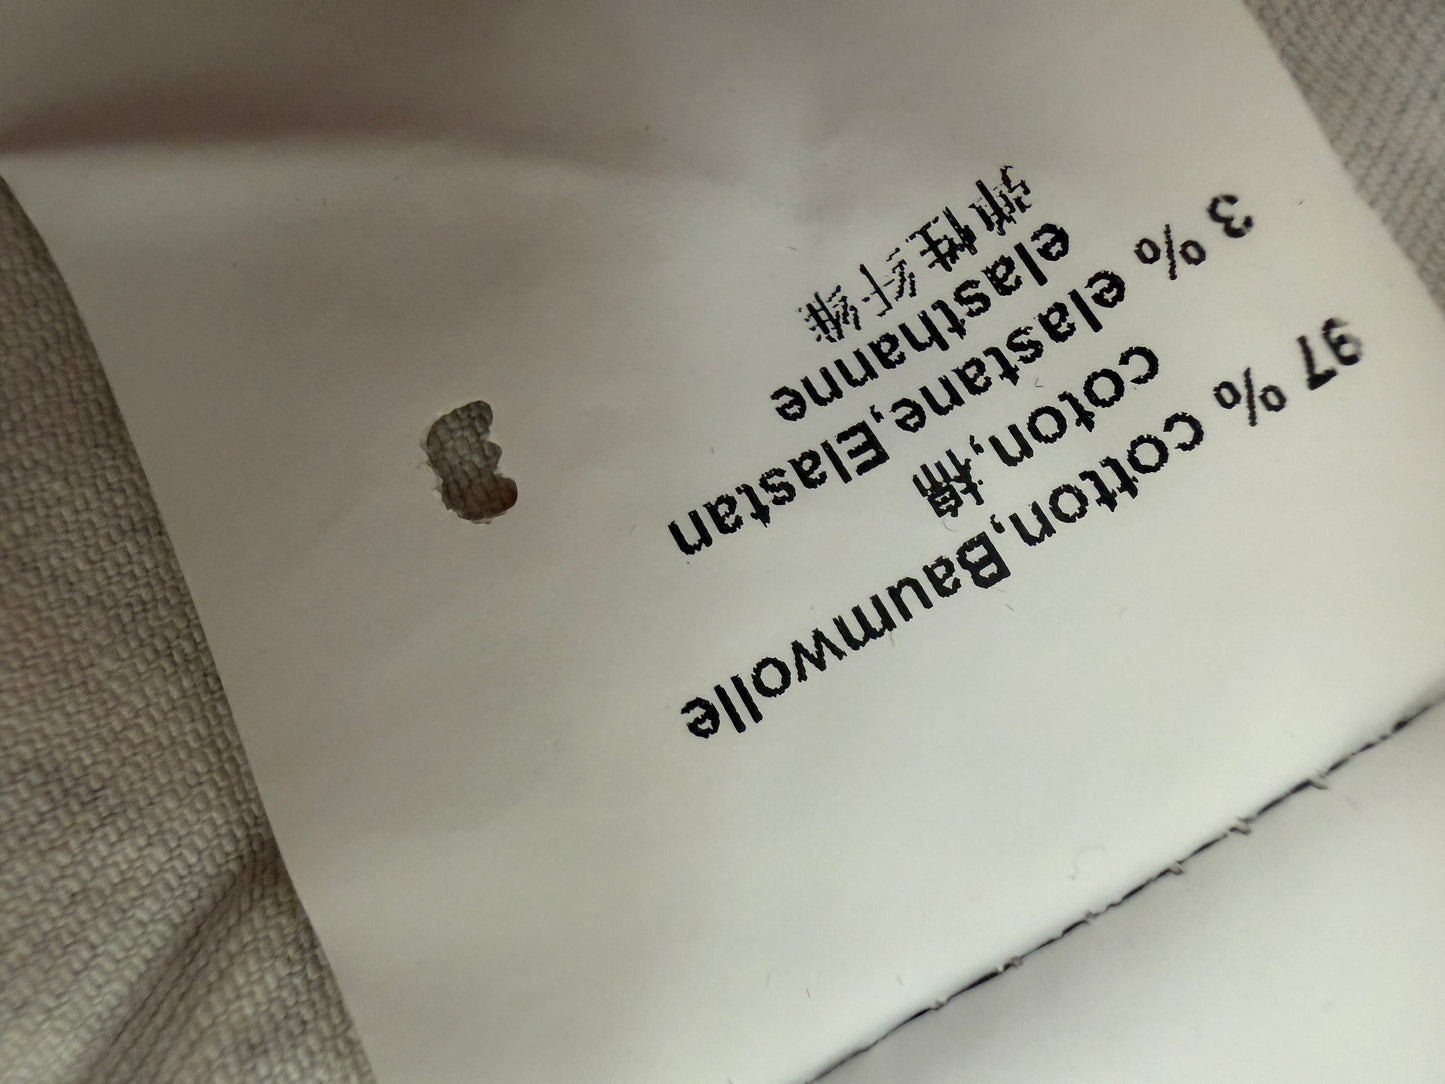 97 % cotton,Baumwolle
coton,棉
3 % elastane,Elastan
elasthanne
弹性纤维